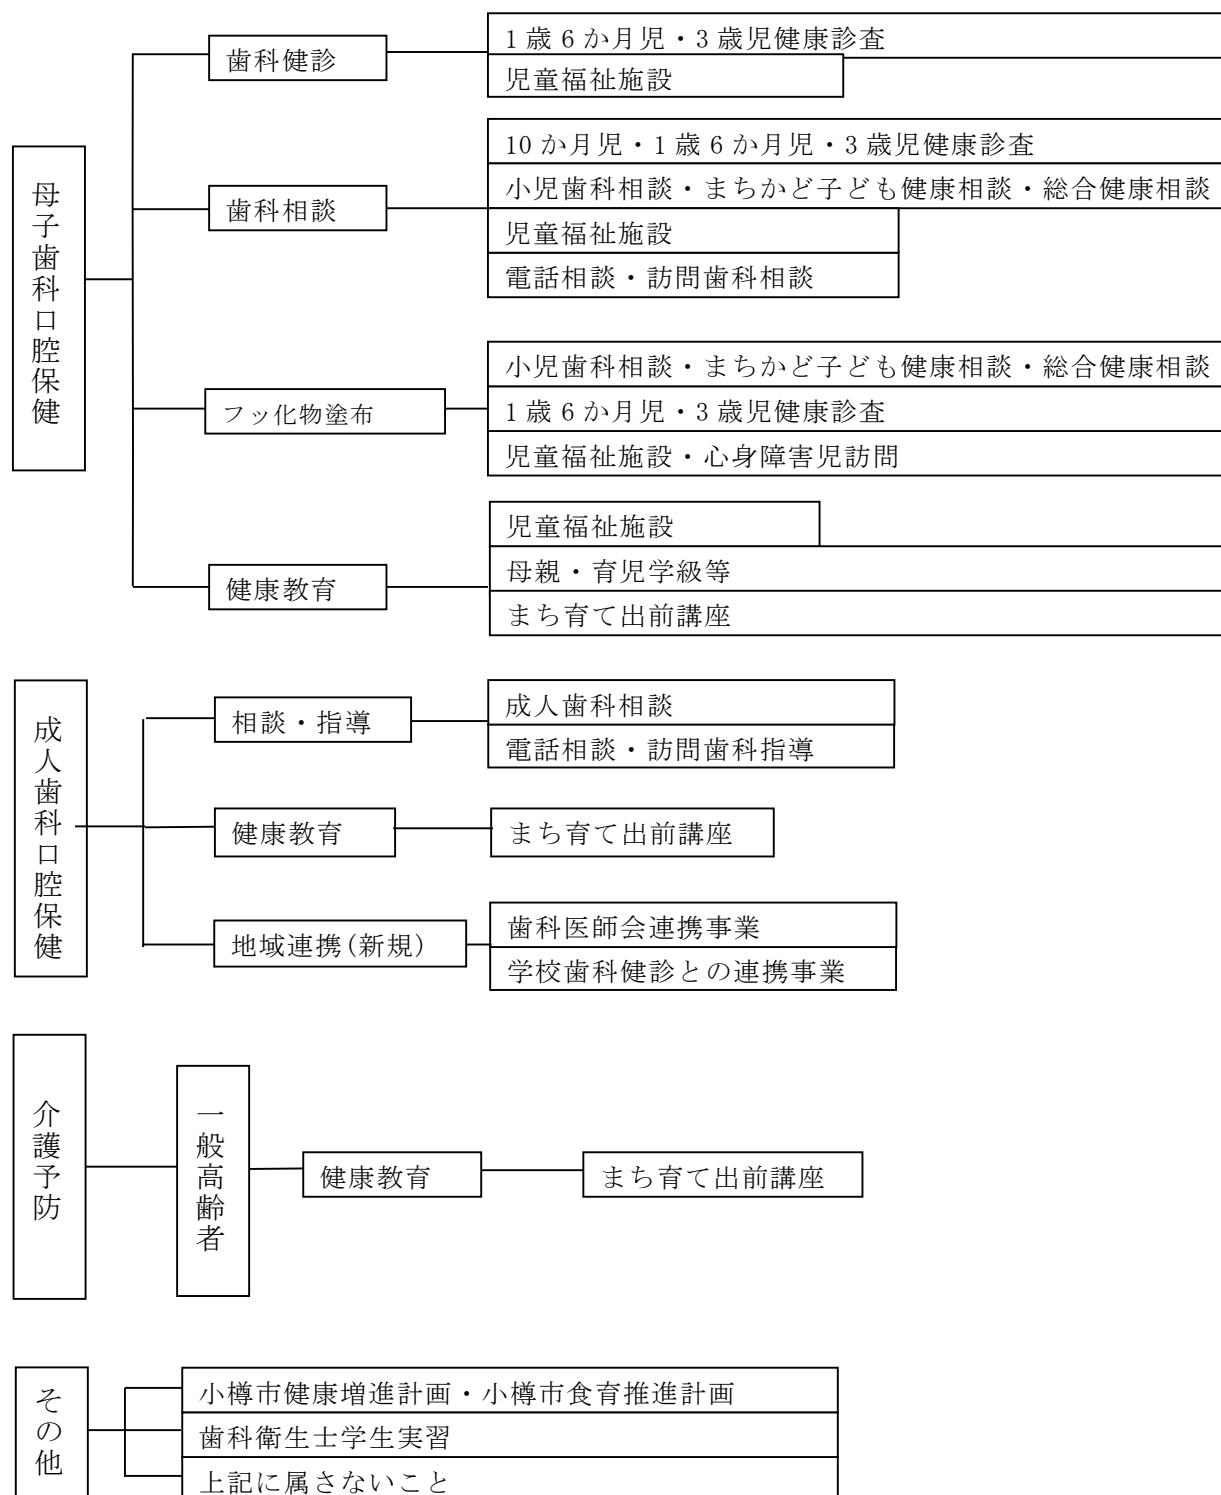 母子歯科口腔保健
歯科健診
1歳6か月児・3歳児健康診査
児童福祉施設
歯科相談
10か月児・1歳6か月児・3歳児健康診査
小児歯科相談・まちかど子ども健康相談・総合健康相談
児童福祉施設
電話相談・訪問歯科相談
フッ化物塗布
小児歯科相談・まちかど子ども健康相談・総合健康相談
1歳6か月児・3歳児健康診査
児童福祉施設・心身障害児訪問
健康教育
児童福祉施設
母親・育児学級等
まち育て出前講座
成人歯科口腔保健
相談・指導
成人歯科相談
電話相談・訪問歯科指導
健康教育
まち育て出前講座
地域連携(新規)
歯科医師会連携事業
学校歯科健診との連携事業
介護予防
一般高齢者
健康教育
まち育て出前講座
その他
小樽市健康増進計画・小樽市食育推進計画
歯科衛生士学生実習
上記に属さないこと